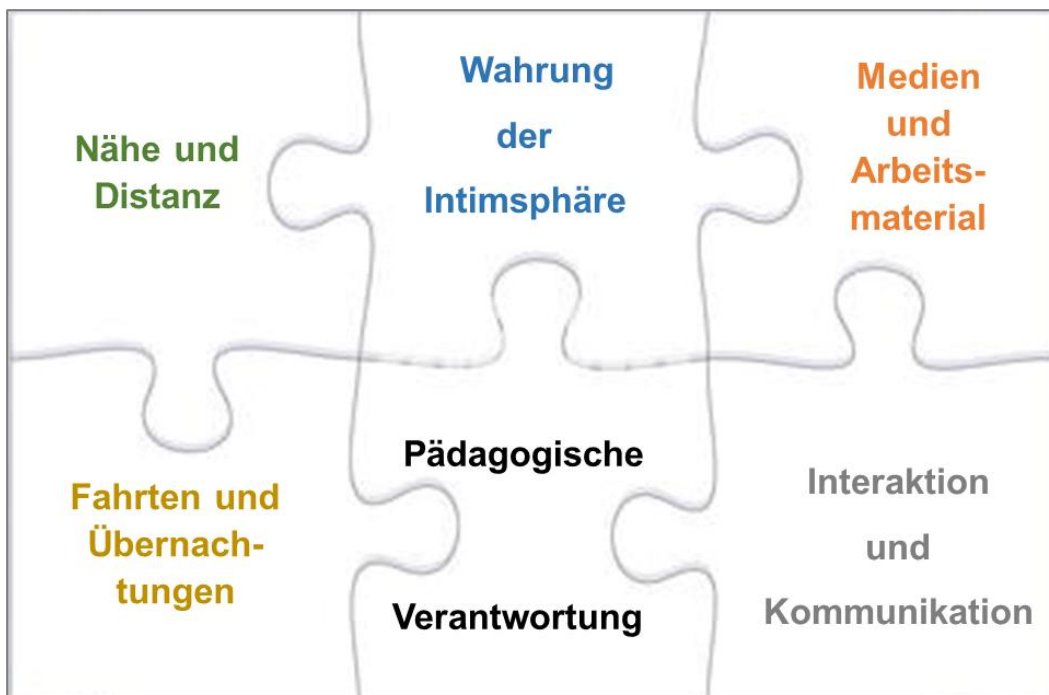 Nähe und
Distanz
Wahrung
der
Intimsphäre
Medien
und
Arbeits-
material
Fahrten und
Übernach-
tungen
Pädagogische
Verantwortung
Interaktion
und
Kommunikation